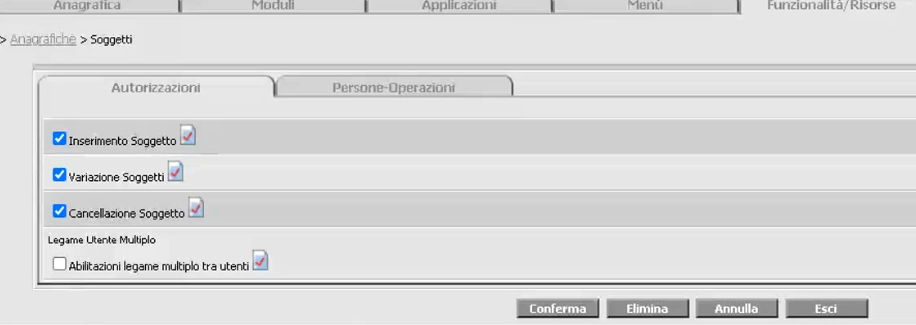 Anagrafica Moduli Applicazioni Menù Funzionalità/Risorse
> Anagrafiche > Soggetti
Autorizzazioni Persone-Operazioni
Inserimento Soggetto
Variazione Soggetti
Cancellazione Soggetto
Legame Utente Multiplo
Abilitazioni legame multiplo tra utenti
Conferma Elimina Annulla Esci